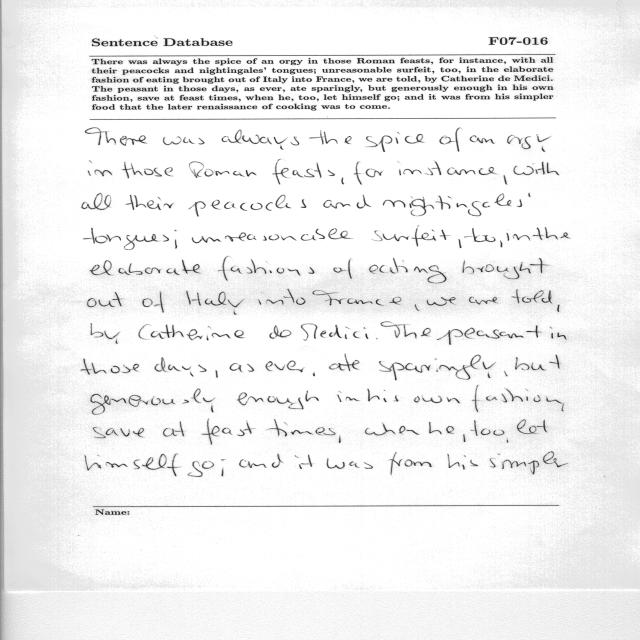 Sentence Database F07-016
There was always the spice of an orgy in those Roman feasts, for instance, with all
their peacocks and nightingales' tongues; unreasonable surfeit, too, in the elaborate
fashion of eating brought out of Italy into France, we are told, by Catherine de Medici.
The peasant in those days, as ever, ate sparingly, but generously enough in his own
fashion, save at feast times, when he, too, let himself go; and it was from his simpler
food that the later renaissance of cooking was to come.
There was always the spice of an orgy
in those Roman feasts, for instance, with
all their peacocks and nightingales'
tongues; unreasonable surfeit, too, in the
elaborate fashions of eating brought
out of Italy into France, we are told,
by Catherine de Medici. The peasant in
those days, as ever, ate sparingly, but
generously enough in his own fashion,
save at feast times, when he, too, let
himself go; and it was from his simpler
Name: